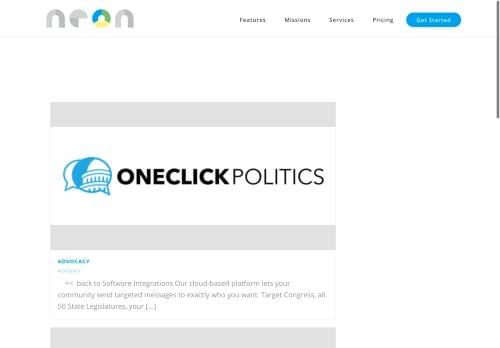 neon
Features Missions Services Pricing Get Started
ONECLICKPOLITICS
ADVOCACY
ADVOCACY
<< back to Software Integrations Our cloud-based platform lets your
community send targeted messages to exactly who you want. Target Congress, all
50 State Legislatures, your [...]